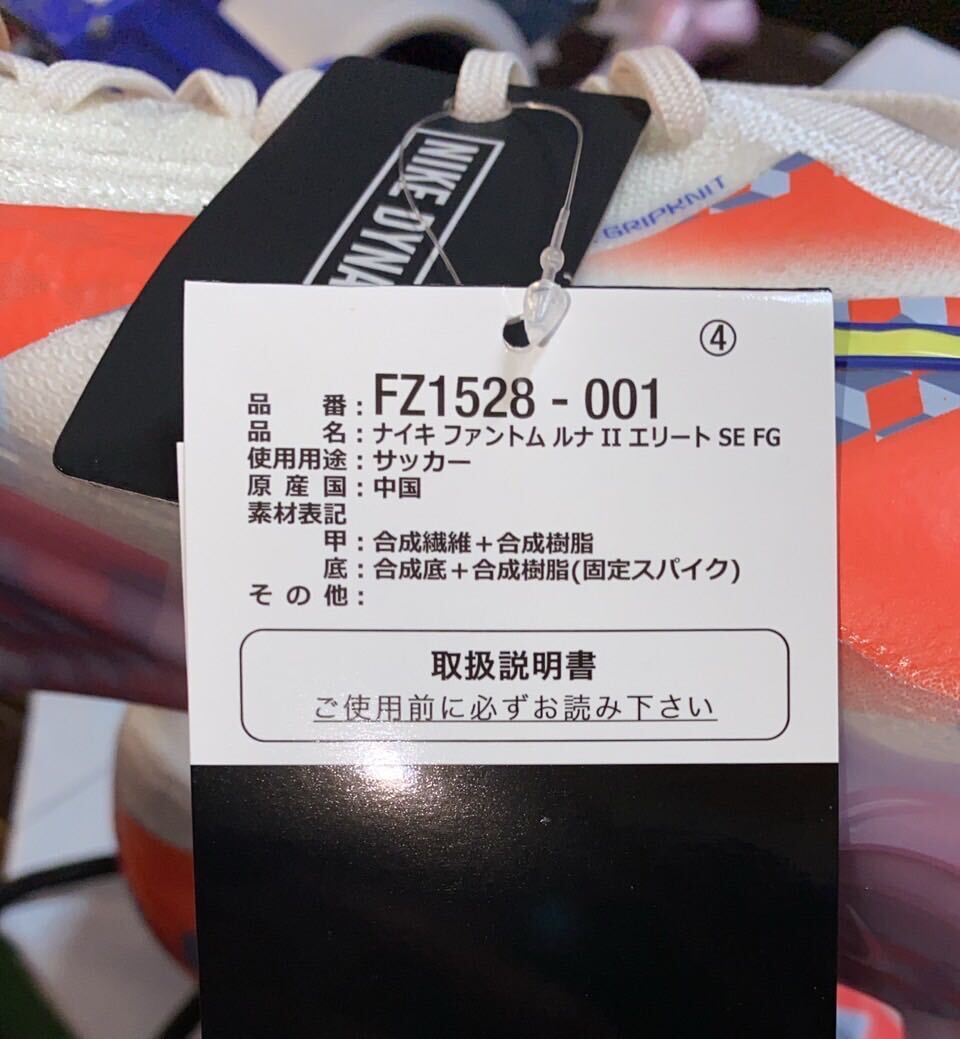 NIKE DYNA
GRIPKNIT
④
品番：FZ1528 - 001
品名：ナイキ ファントム ルナ II エリート SE FG
使用用途：サッカー
原産国：中国
素材表記
甲：合成繊維＋合成樹脂
底：合成底＋合成樹脂(固定スパイク)
その他：
取扱説明書
ご使用前に必ずお読み下さい